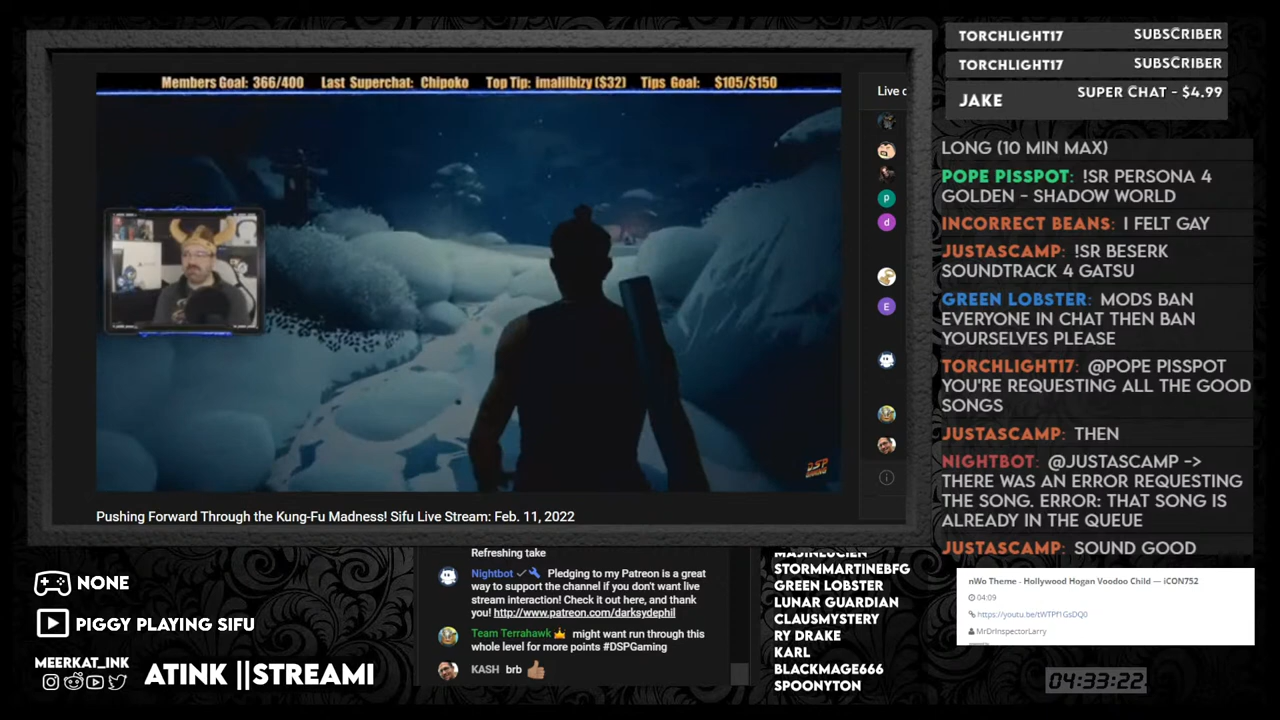 Members Goal: 366/400 Last Superchat: Chipoko Top Tip: imalilbizy ($32) Tips Goal: $105/$150
Live c
P
d
E
DSP
GAMING
Pushing Forward Through the Kung-Fu Madness! Sifu Live Stream: Feb. 11, 2022
TORCHLIGHT17 SUBSCRIBER
TORCHLIGHT17 SUBSCRIBER
JAKE SUPER CHAT - $4.99
LONG (10 MIN MAX)
POPE PISSPOT: !SR PERSONA 4
GOLDEN - SHADOW WORLD
INCORRECT BEANS: I FELT GAY
JUSTASCAMP: !SR BESERK
SOUNDTRACK 4 GATSU
GREEN LOBSTER: MODS BAN
EVERYONE IN CHAT THEN BAN
YOURSELVES PLEASE
TORCHLIGHT17: @POPE PISSPOT
YOU'RE REQUESTING ALL THE GOOD
SONGS
JUSTASCAMP: THEN
NIGHTBOT: @JUSTASCAMP ->
THERE WAS AN ERROR REQUESTING
THE SONG. ERROR: THAT SONG IS
ALREADY IN THE QUEUE
JUSTASCAMP: SOUND GOOD
NONE
PIGGY PLAYING SIFU
MEERKAT_INK
ATINK ||STREAMI
Refreshing take
Nightbot Pledging to my Patreon is a great
way to support the channel if you don't want live
stream interaction! Check it out here, and thank
you! http://www.patreon.com/darksydephil
Team Terrahawk might want run through this
whole level for more points #DSPGaming
KASH brb
MAJINLUCIEN
STORMMARTINEBFG
GREEN LOBSTER
LUNAR GUARDIAN
CLAUSMYSTERY
RY DRAKE
KARL
BLACKMAGE666
SPOONYTON
nWo Theme - Hollywood Hogan Voodoo Child — iCON752
04:09
https://youtu.be/tWTPf1GsDQ0
MrDrInspectorLarry
04:33:22